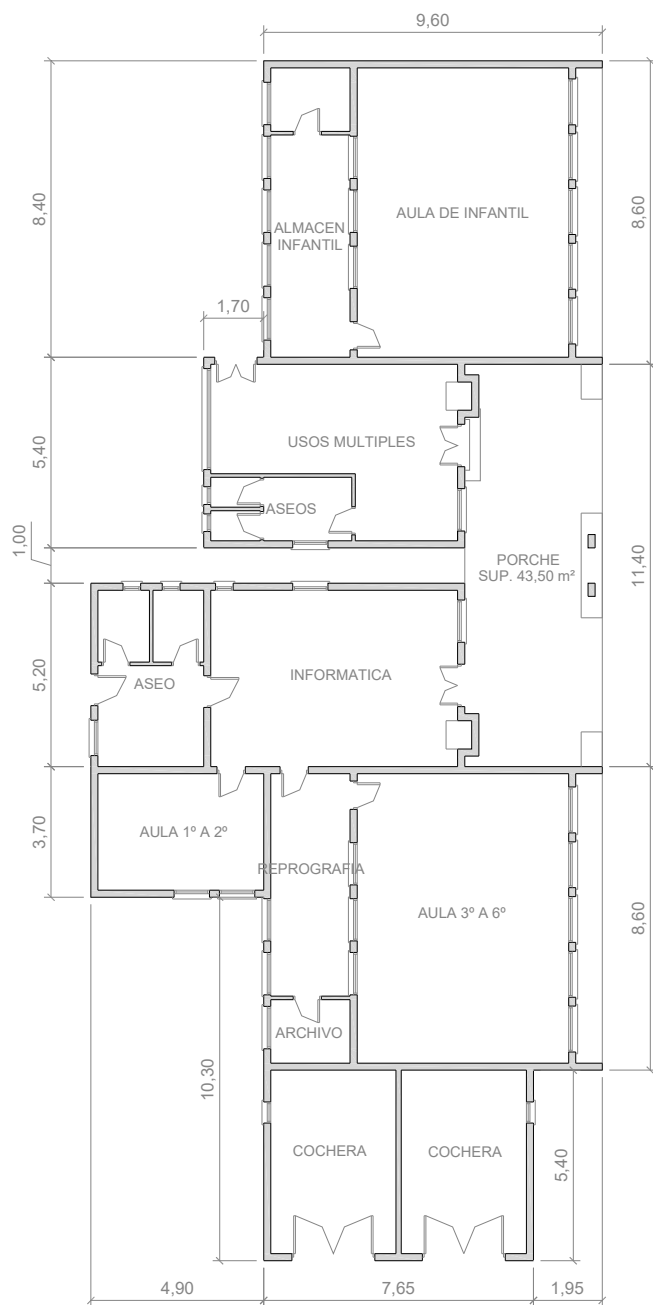 9,60
8,40
8,60
AULA DE INFANTIL
ALMACEN
INFANTIL
1,70
5,40
USOS MULTIPLES
ASEOS
1,00
PORCHE
SUP. 43,50 m²
11,40
5,20
INFORMATICA
ASEO
3,70
AULA 1º A 2º
REPROGRAFIA
AULA 3º A 6º
8,60
ARCHIVO
10,30
COCHERA
COCHERA
5,40
4,90
7,65
1,95